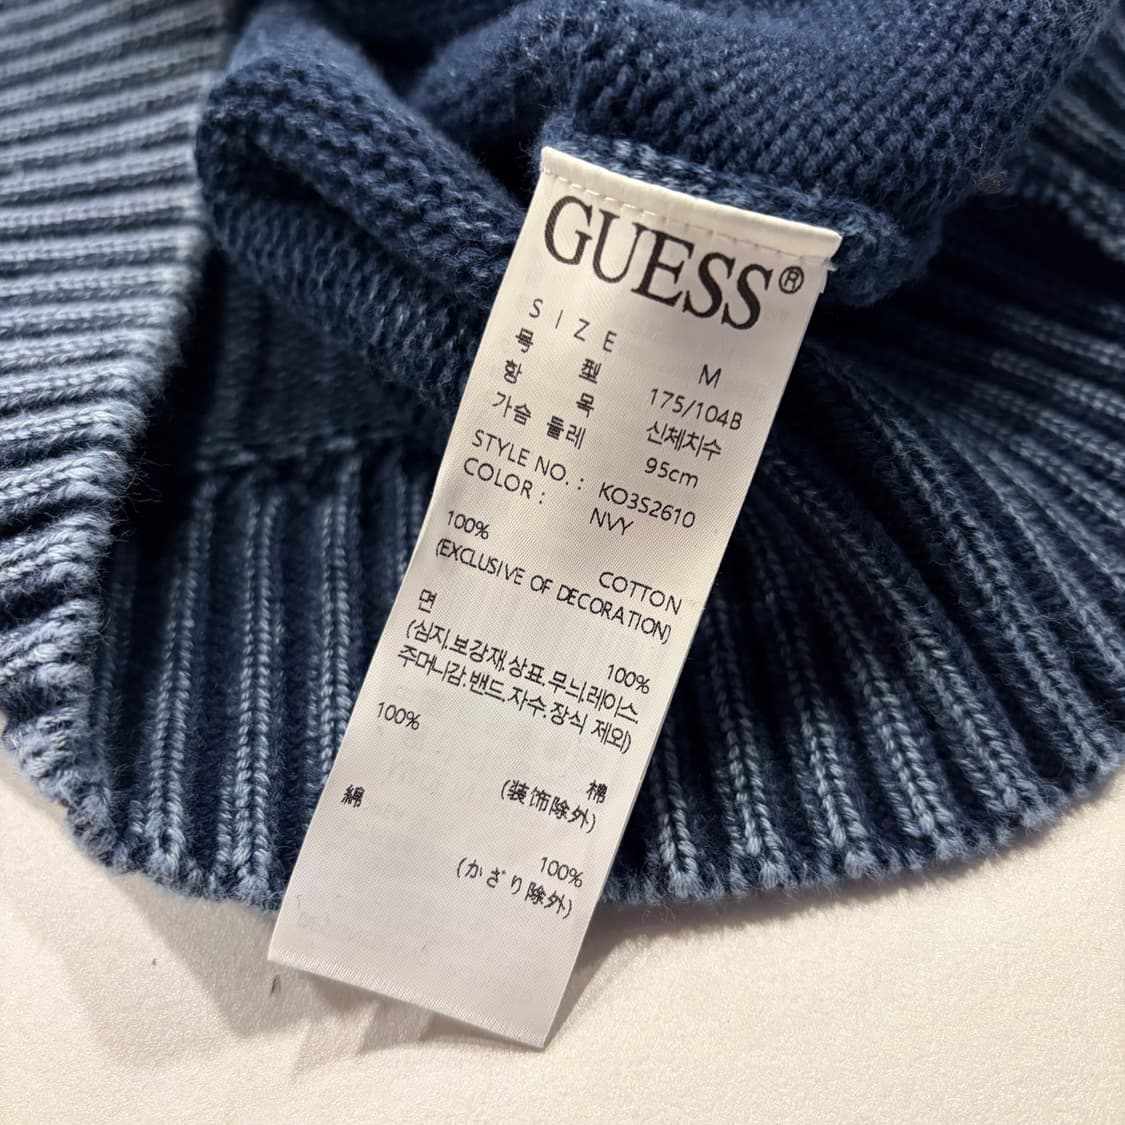 GUESS®
SIZE M
号型 175/104B
항목 신체치수
가슴 둘레 95cm
STYLE NO. : KO3S2610
COLOR : NVY
100% COTTON
(EXCLUSIVE OF DECORATION)
면 100%
(심지.보강재.상표.무늬.레이스.
주머니감.밴드.자수.장식 제외)
100% 棉
(装饰除外)
綿 100%
(かざり除外)